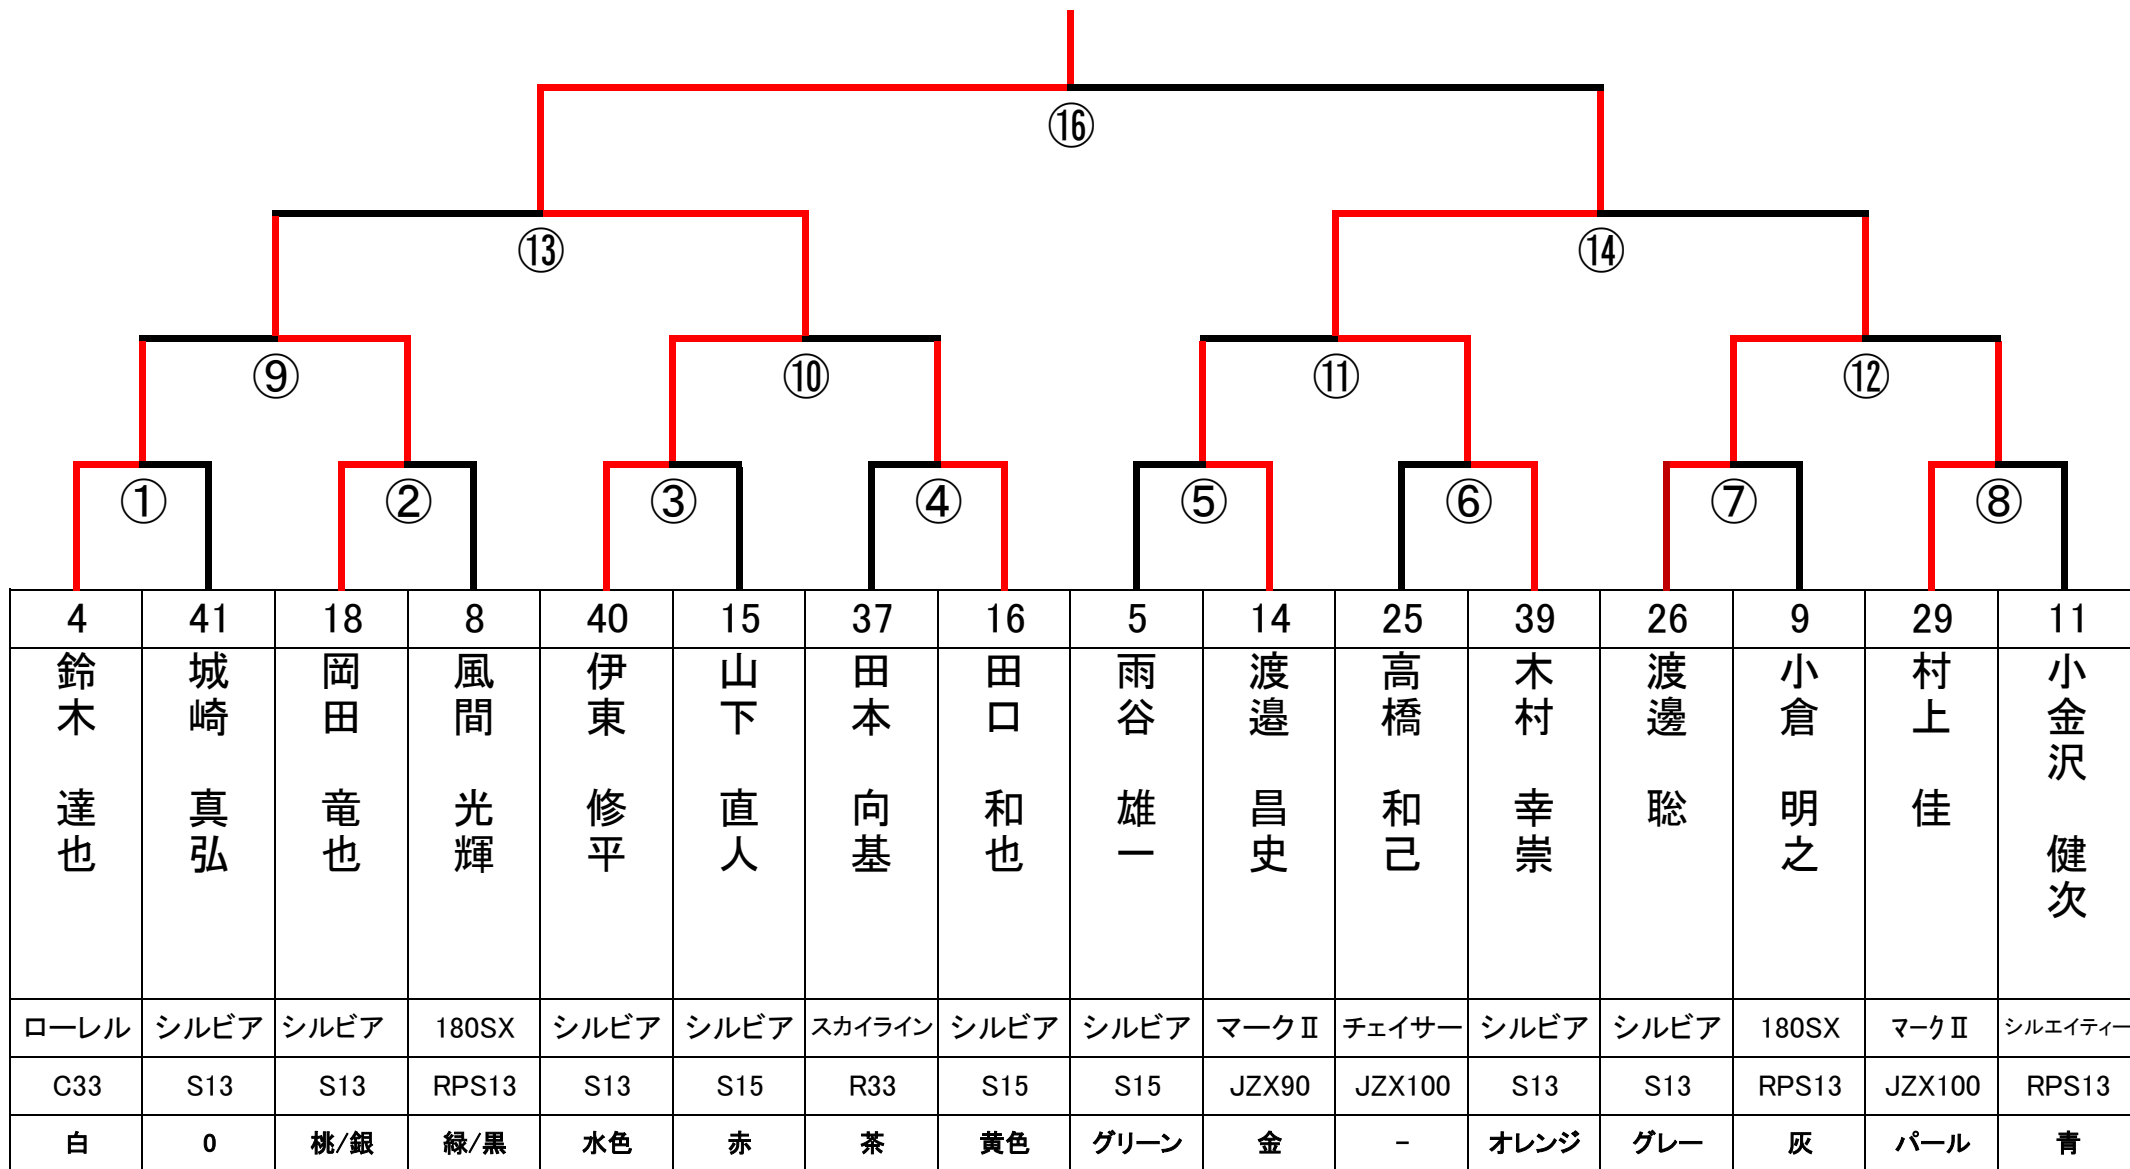 ⑯
⑬ ⑭
⑨ ⑩ ⑪ ⑫
① ② ③ ④ ⑤ ⑥ ⑦ ⑧
4 41 18 8 40 15 37 16 5 14 25 39 26 9 29 11
鈴木 達也
城崎 真弘
岡田 竜也
風間 光輝
伊東 修平
山下 直人
田本 向基
田口 和也
雨谷 雄一
渡邉 昌史
高橋 和己
木村 幸崇
渡邊 聡
小倉 明之
村上 佳
小金沢 健次
ローレル シルビア シルビア 180SX シルビア シルビア スカイライン シルビア シルビア マークⅡ チェイサー シルビア シルビア 180SX マークⅡ シルエイティー
C33 S13 S13 RPS13 S13 S15 R33 S15 S15 JZX90 JZX100 S13 S13 RPS13 JZX100 RPS13
白 0 桃/銀 緑/黒 水色 赤 茶 黄色 グリーン 金 - オレンジ グレー 灰 パール 青